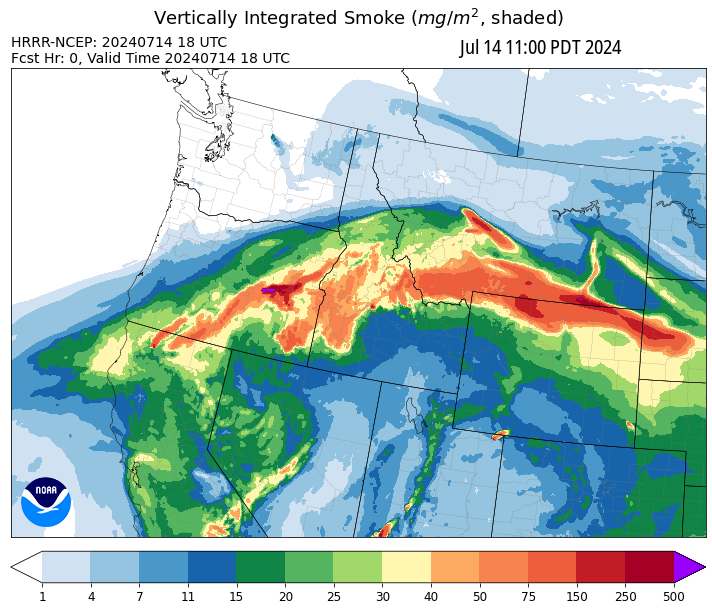 Vertically Integrated Smoke (mg/m², shaded)
HRRR-NCEP: 20240714 18 UTC
Fcst Hr: 0, Valid Time 20240714 18 UTC
Jul 14 11:00 PDT 2024
NOAA
1 4 7 11 15 20 25 30 40 50 75 150 250 500